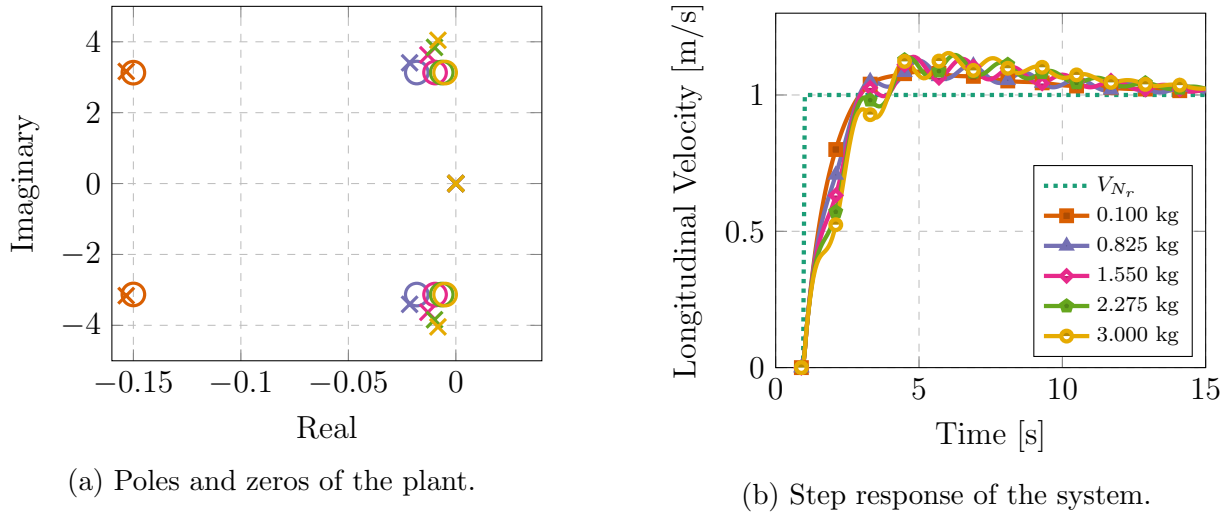 4
2
0
−2
−4
−0.15
−0.1
−0.05
0
Imaginary
Real
(a) Poles and zeros of the plant.
1
0.5
0
0
5
10
15
Longitudinal Velocity [m/s]
Time [s]
V_{N_r}
0.100 kg
0.825 kg
1.550 kg
2.275 kg
3.000 kg
(b) Step response of the system.